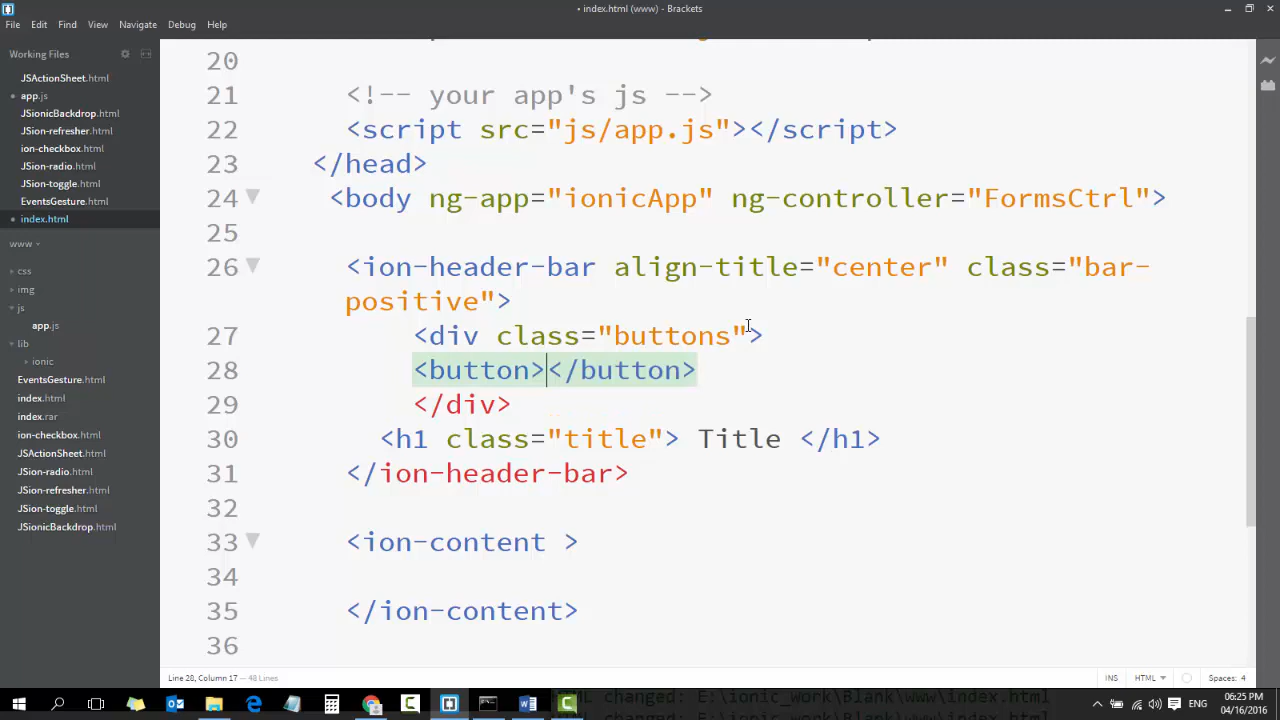 • index.html (www) - Brackets
File Edit Find View Navigate Debug Help
Working Files
JSActionSheet.html
app.js
JSionicBackdrop.html
JSion-refresher.html
ion-checkbox.html
JSion-radio.html
JSion-toggle.html
EventsGesture.html
index.html
www
css
img
js
app.js
lib
ionic
EventsGesture.html
index.html
index.rar
ion-checkbox.html
JSActionSheet.html
JSion-radio.html
JSion-refresher.html
JSion-toggle.html
JSionicBackdrop.html
20
21 <!-- your app's js -->
22 <script src="js/app.js"></script>
23 </head>
24 <body ng-app="ionicApp" ng-controller="FormsCtrl">
25
26 <ion-header-bar align-title="center" class="bar-
positive">
27 <div class="buttons">
28 <button></button>
29 </div>
30 <h1 class="title"> Title </h1>
31 </ion-header-bar>
32
33 <ion-content >
34
35 </ion-content>
36
Line 28, Column 17 — 48 Lines
INS HTML Spaces: 4
HTML changed: E:\ionic_work\Blank\www\index.html
ENG
06:25 PM
04/16/2016